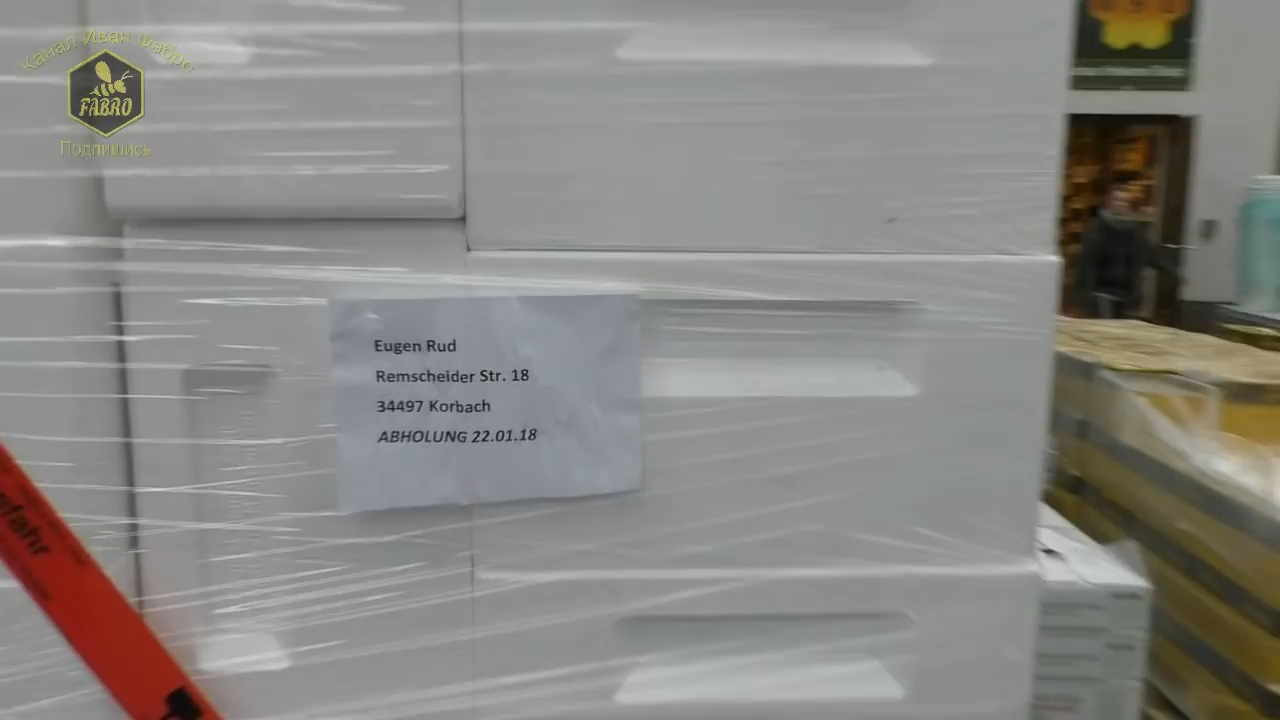 Канал Иван Фабро
FABRO
Подпишись
Eugen Rud
Remscheider Str. 18
34497 Korbach
ABHOLUNG 22.01.18